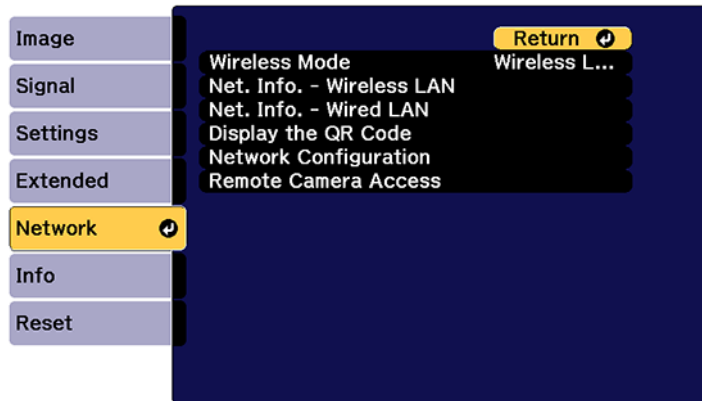 Image
Signal
Settings
Extended
Network
Info
Reset
Return
Wireless Mode Wireless L...
Net. Info. - Wireless LAN
Net. Info. - Wired LAN
Display the QR Code
Network Configuration
Remote Camera Access